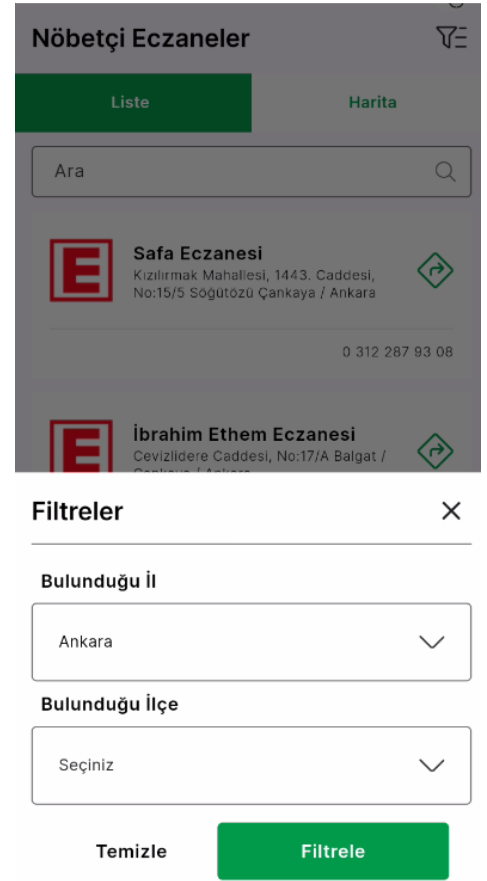 Nöbetçi Eczaneler
Liste
Harita
Ara
E
Safa Eczanesi
Kızılırmak Mahallesi, 1443. Caddesi,
No:15/5 Söğütözü Çankaya / Ankara
0 312 287 93 08
E
İbrahim Ethem Eczanesi
Cevizlidere Caddesi, No:17/A Balgat /
Çankaya / Ankara
Filtreler
Bulunduğu İl
Ankara
Bulunduğu İlçe
Seçiniz
Temizle
Filtrele